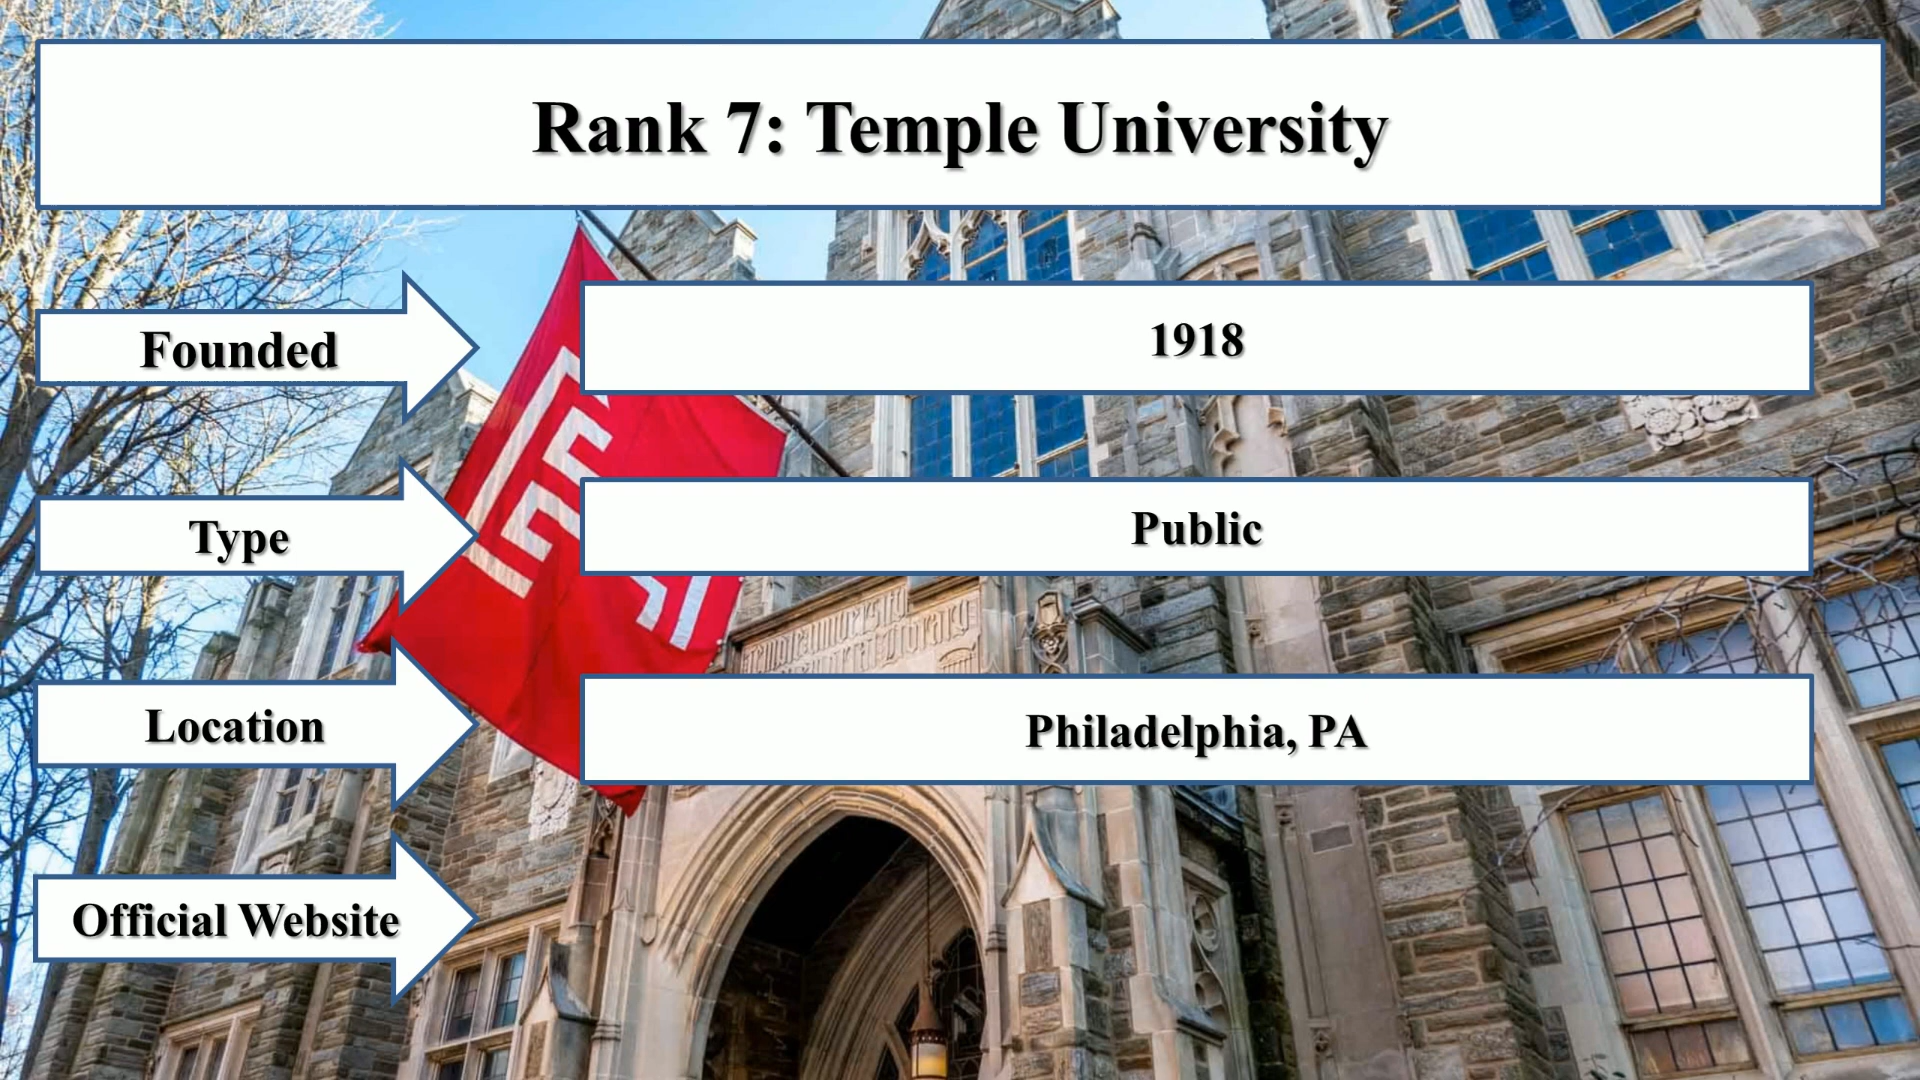 Rank 7: Temple University
Founded
1918
Type
Public
Location
Philadelphia, PA
Official Website